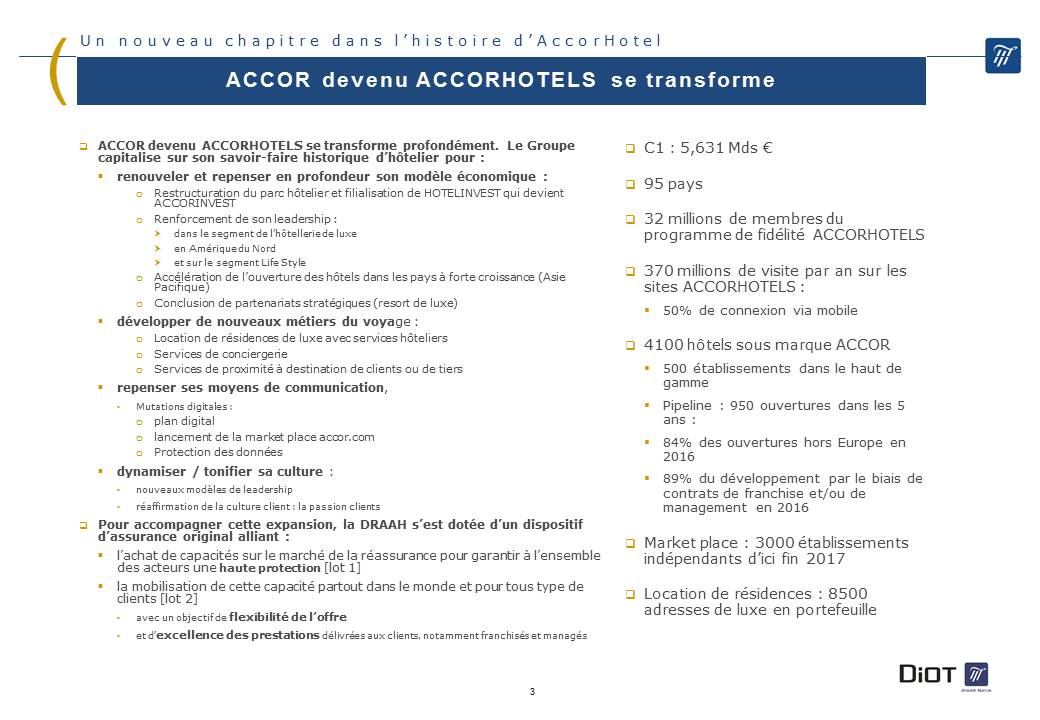 Un nouveau chapitre dans l’histoire d’AccorHotel
ACCOR devenu ACCORHOTELS se transforme
ACCOR devenu ACCORHOTELS se transforme profondément. Le Groupe
capitalise sur son savoir-faire historique d’hôtelier pour :
renouveler et repenser en profondeur son modèle économique :
Restructuration du parc hôtelier et filialisation de HOTELINVEST qui devient
ACCORINVEST
Renforcement de son leadership :
dans le segment de l’hôtellerie de luxe
en Amérique du Nord
et sur le segment Life Style
Accélération de l’ouverture des hôtels dans les pays à forte croissance (Asie
Pacifique)
Conclusion de partenariats stratégiques (resort de luxe)
développer de nouveaux métiers du voyage :
Location de résidences de luxe avec services hôteliers
Services de conciergerie
Services de proximité à destination de clients ou de tiers
repenser ses moyens de communication,
Mutations digitales :
plan digital
lancement de la market place accor.com
Protection des données
dynamiser / tonifier sa culture :
nouveaux modèles de leadership
réaffirmation de la culture client : la passion clients
Pour accompagner cette expansion, la DRAAH s’est dotée d’un dispositif
d’assurance original alliant :
l’achat de capacités sur le marché de la réassurance pour garantir à l’ensemble
des acteurs une haute protection [lot 1]
la mobilisation de cette capacité partout dans le monde et pour tous type de
clients [lot 2]
avec un objectif de flexibilité de l’offre
et d’excellence des prestations délivrées aux clients, notamment franchisés et managés
C1 : 5,631 Mds €
95 pays
32 millions de membres du
programme de fidélité ACCORHOTELS
370 millions de visite par an sur les
sites ACCORHOTELS :
50% de connexion via mobile
4100 hôtels sous marque ACCOR
500 établissements dans le haut de
gamme
Pipeline : 950 ouvertures dans les 5
ans :
84% des ouvertures hors Europe en
2016
89% du développement par le biais de
contrats de franchise et/ou de
management en 2016
Market place : 3000 établissements
indépendants d’ici fin 2017
Location de résidences : 8500
adresses de luxe en portefeuille
DiOT
3